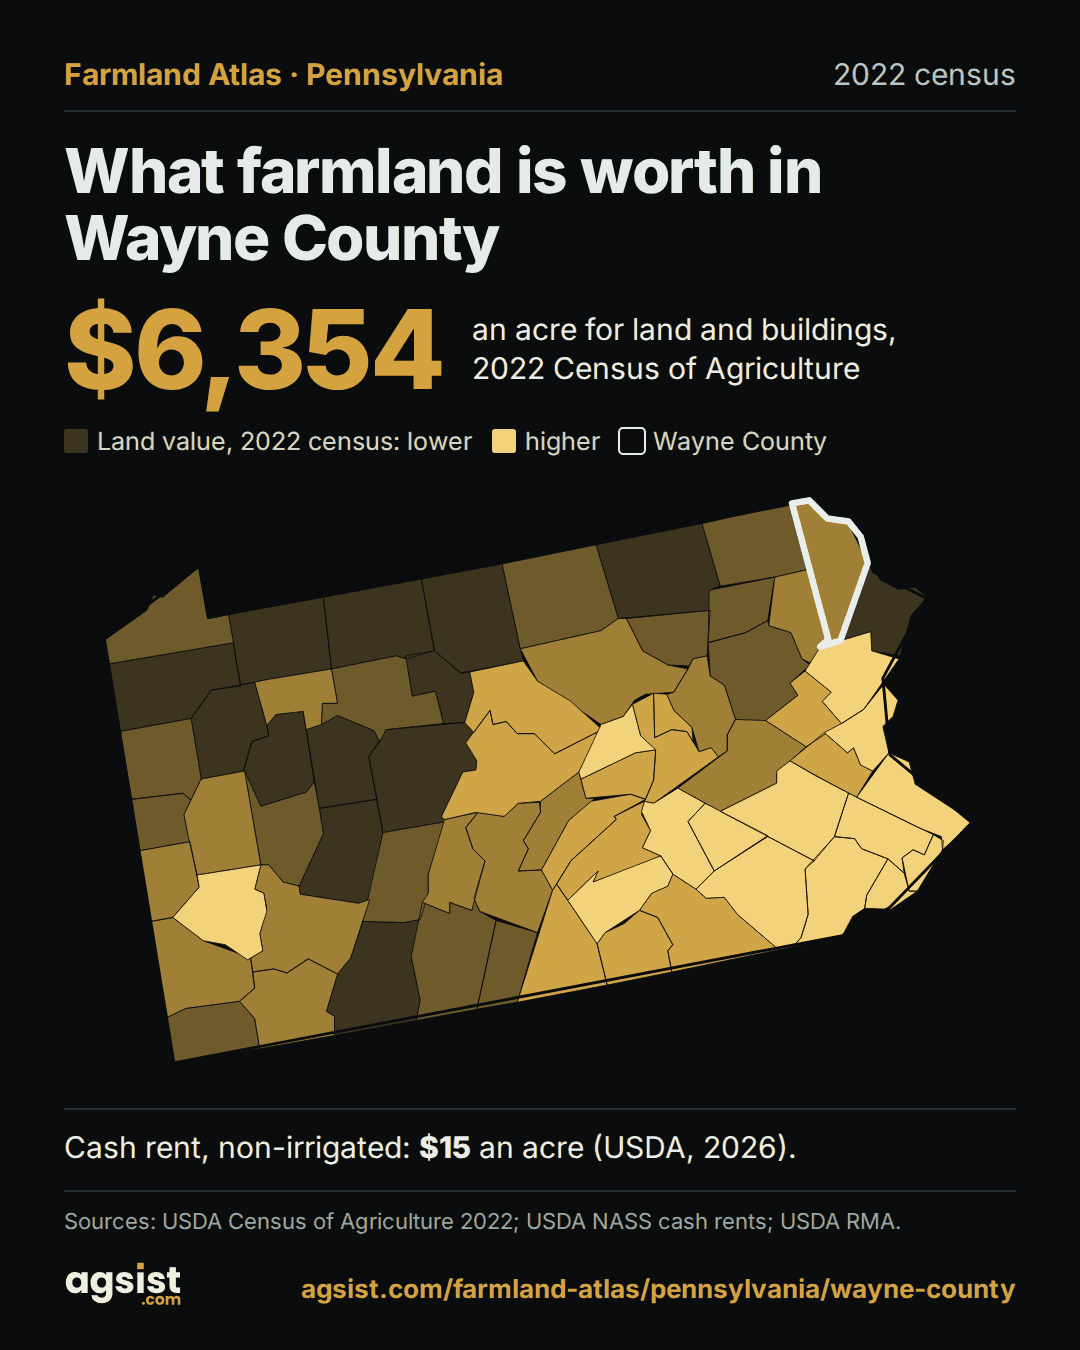 Farmland Atlas · Pennsylvania
2022 census
What farmland is worth in
Wayne County
$6,354
an acre for land and buildings,
2022 Census of Agriculture
Land value, 2022 census: lower
higher
Wayne County
Cash rent, non-irrigated: $15 an acre (USDA, 2026).
Sources: USDA Census of Agriculture 2022; USDA NASS cash rents; USDA RMA.
agsist
.com
agsist.com/farmland-atlas/pennsylvania/wayne-county